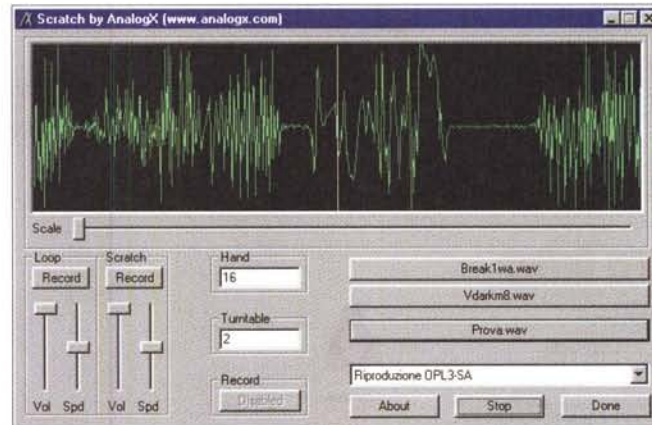 Scratch by AnalogX (www.analogx.com)
Scale
Loop
Scratch
Record
Record
Vol Spd
Vol Spd
Hand
16
Turntable
2
Record
Disabled
Break1wa.wav
Vdarkm8.wav
Prova.wav
Riproduzione OPL3-SA
About
Stop
Done